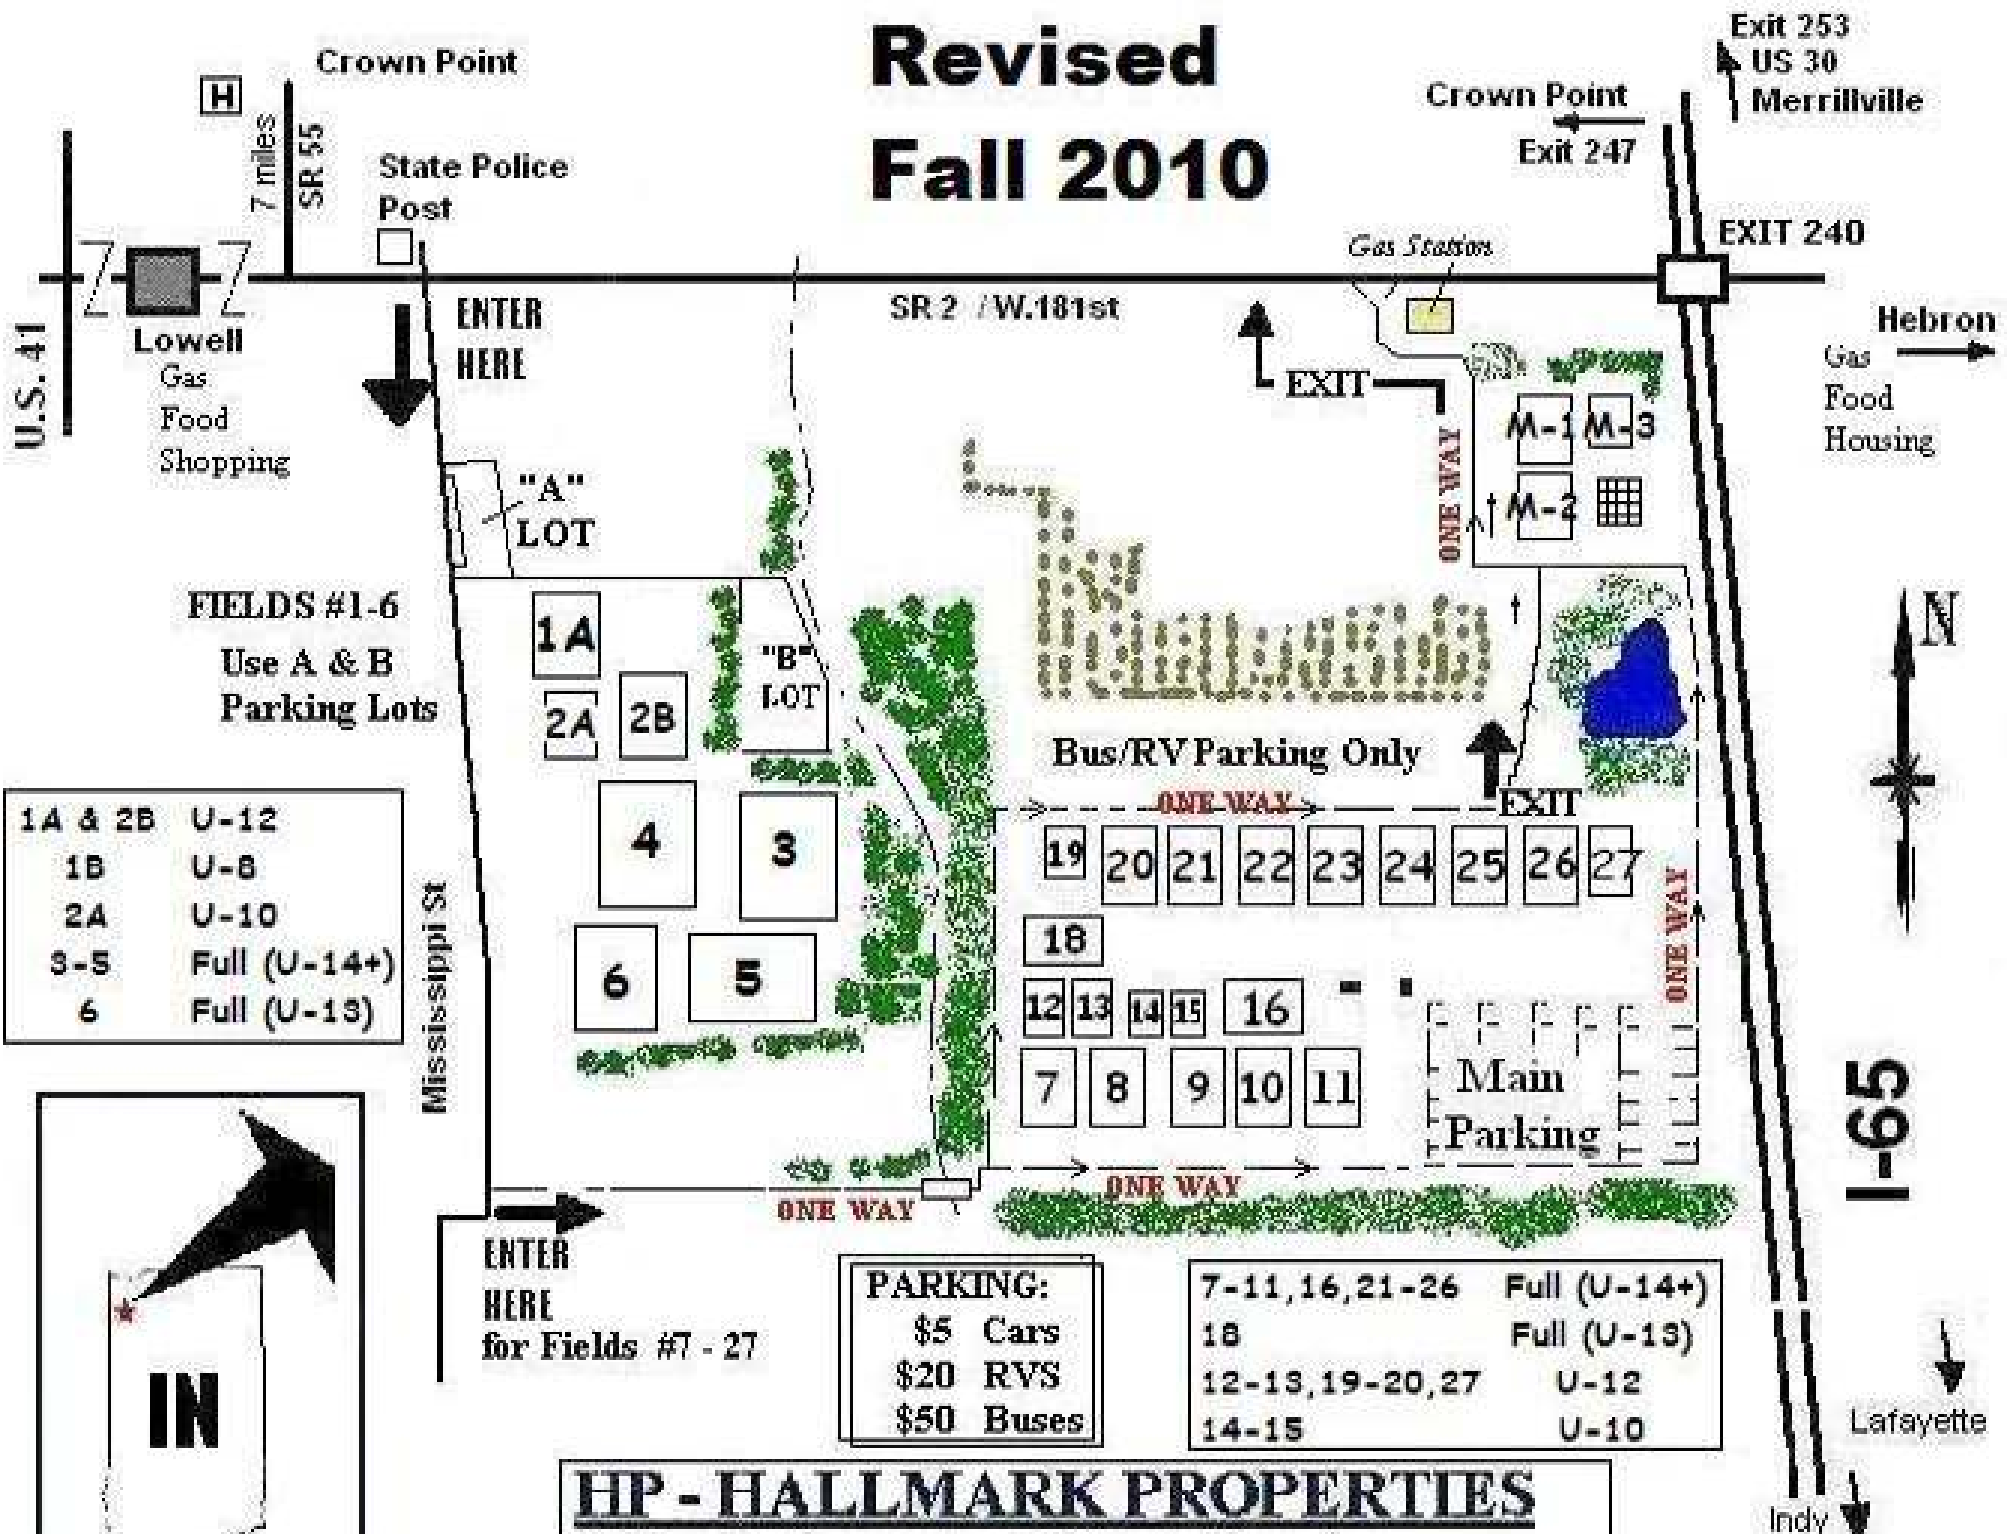 Revised
Fall 2010
Crown Point
H
7 miles
SR 55
State Police
Post
Exit 253
US 30
Merrillville
Crown Point
Exit 247
EXIT 240
Gas Station
SR 2 / W.181st
U.S. 41
Lowell
Gas
Food
Shopping
ENTER
HERE
EXIT
Hebron
Gas
Food
Housing
M-1
M-3
M-2
ONE WAY
"A"
LOT
FIELDS #1-6
Use A & B
Parking Lots
1A
2A
2B
"B"
LOT
N
Bus/RV Parking Only
ONE WAY
EXIT
1A & 2B U-12
1B U-8
2A U-10
3-5 Full (U-14+)
6 Full (U-13)
Mississippi St
4
3
6
5
19
20
21
22
23
24
25
26
27
ONE WAY
18
12
13
14
15
16
7
8
9
10
11
Main
Parking
I-65
ONE WAY
ONE WAY
ENTER
HERE
for Fields #7 - 27
IN
PARKING:
$5 Cars
$20 RVS
$50 Buses
7-11,16,21-26 Full (U-14+)
18 Full (U-13)
12-13,19-20,27 U-12
14-15 U-10
Lafayette
Indy
HP - HALLMARK PROPERTIES